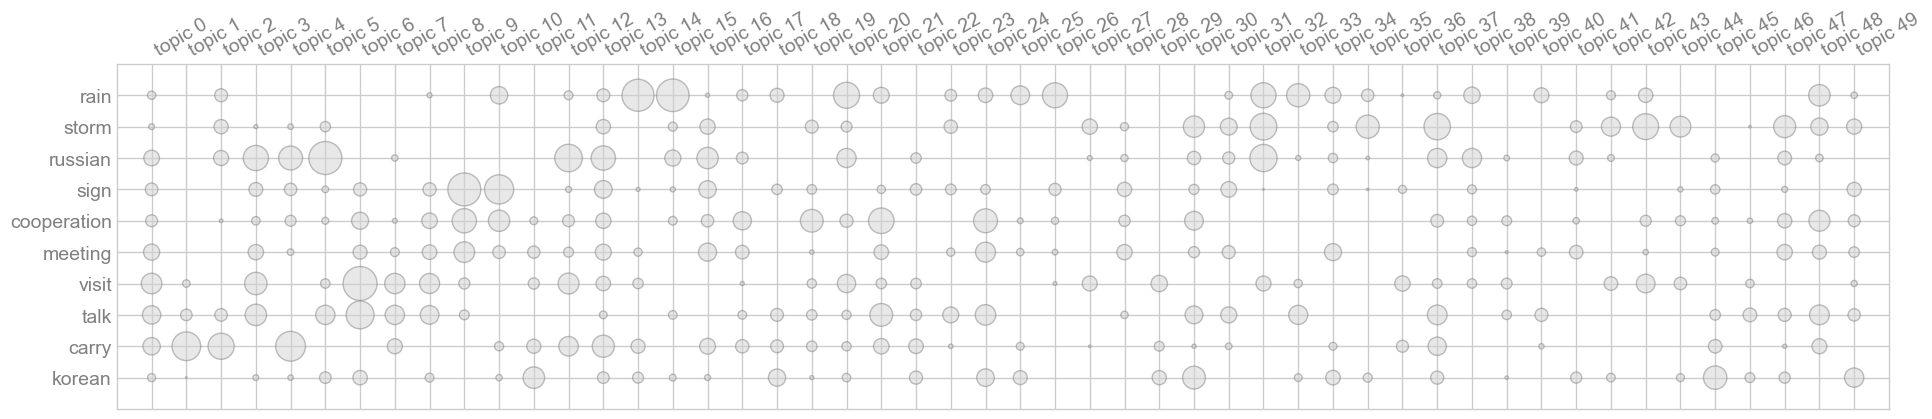 topic 0 topic 1 topic 2 topic 3 topic 4 topic 5 topic 6 topic 7 topic 8 topic 9 topic 10 topic 11 topic 12 topic 13 topic 14 topic 15 topic 16 topic 17 topic 18 topic 19 topic 20 topic 21 topic 22 topic 23 topic 24 topic 25 topic 26 topic 27 topic 28 topic 29 topic 30 topic 31 topic 32 topic 33 topic 34 topic 35 topic 36 topic 37 topic 38 topic 39 topic 40 topic 41 topic 42 topic 43 topic 44 topic 45 topic 46 topic 47 topic 48 topic 49
rain
storm
russian
sign
cooperation
meeting
visit
talk
carry
korean